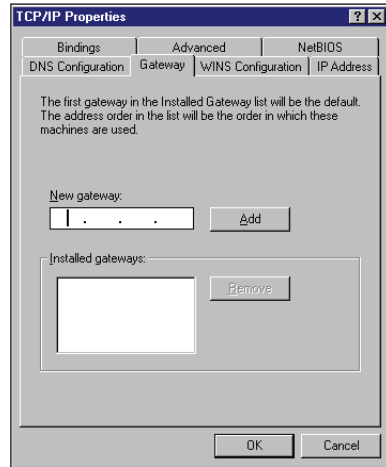 TCP/IP Properties
Bindings Advanced NetBIOS
DNS Configuration Gateway WINS Configuration IP Address
The first gateway in the Installed Gateway list will be the default.
The address order in the list will be the order in which these
machines are used.
New gateway:
. . . Add
Installed gateways:
Remove
OK Cancel